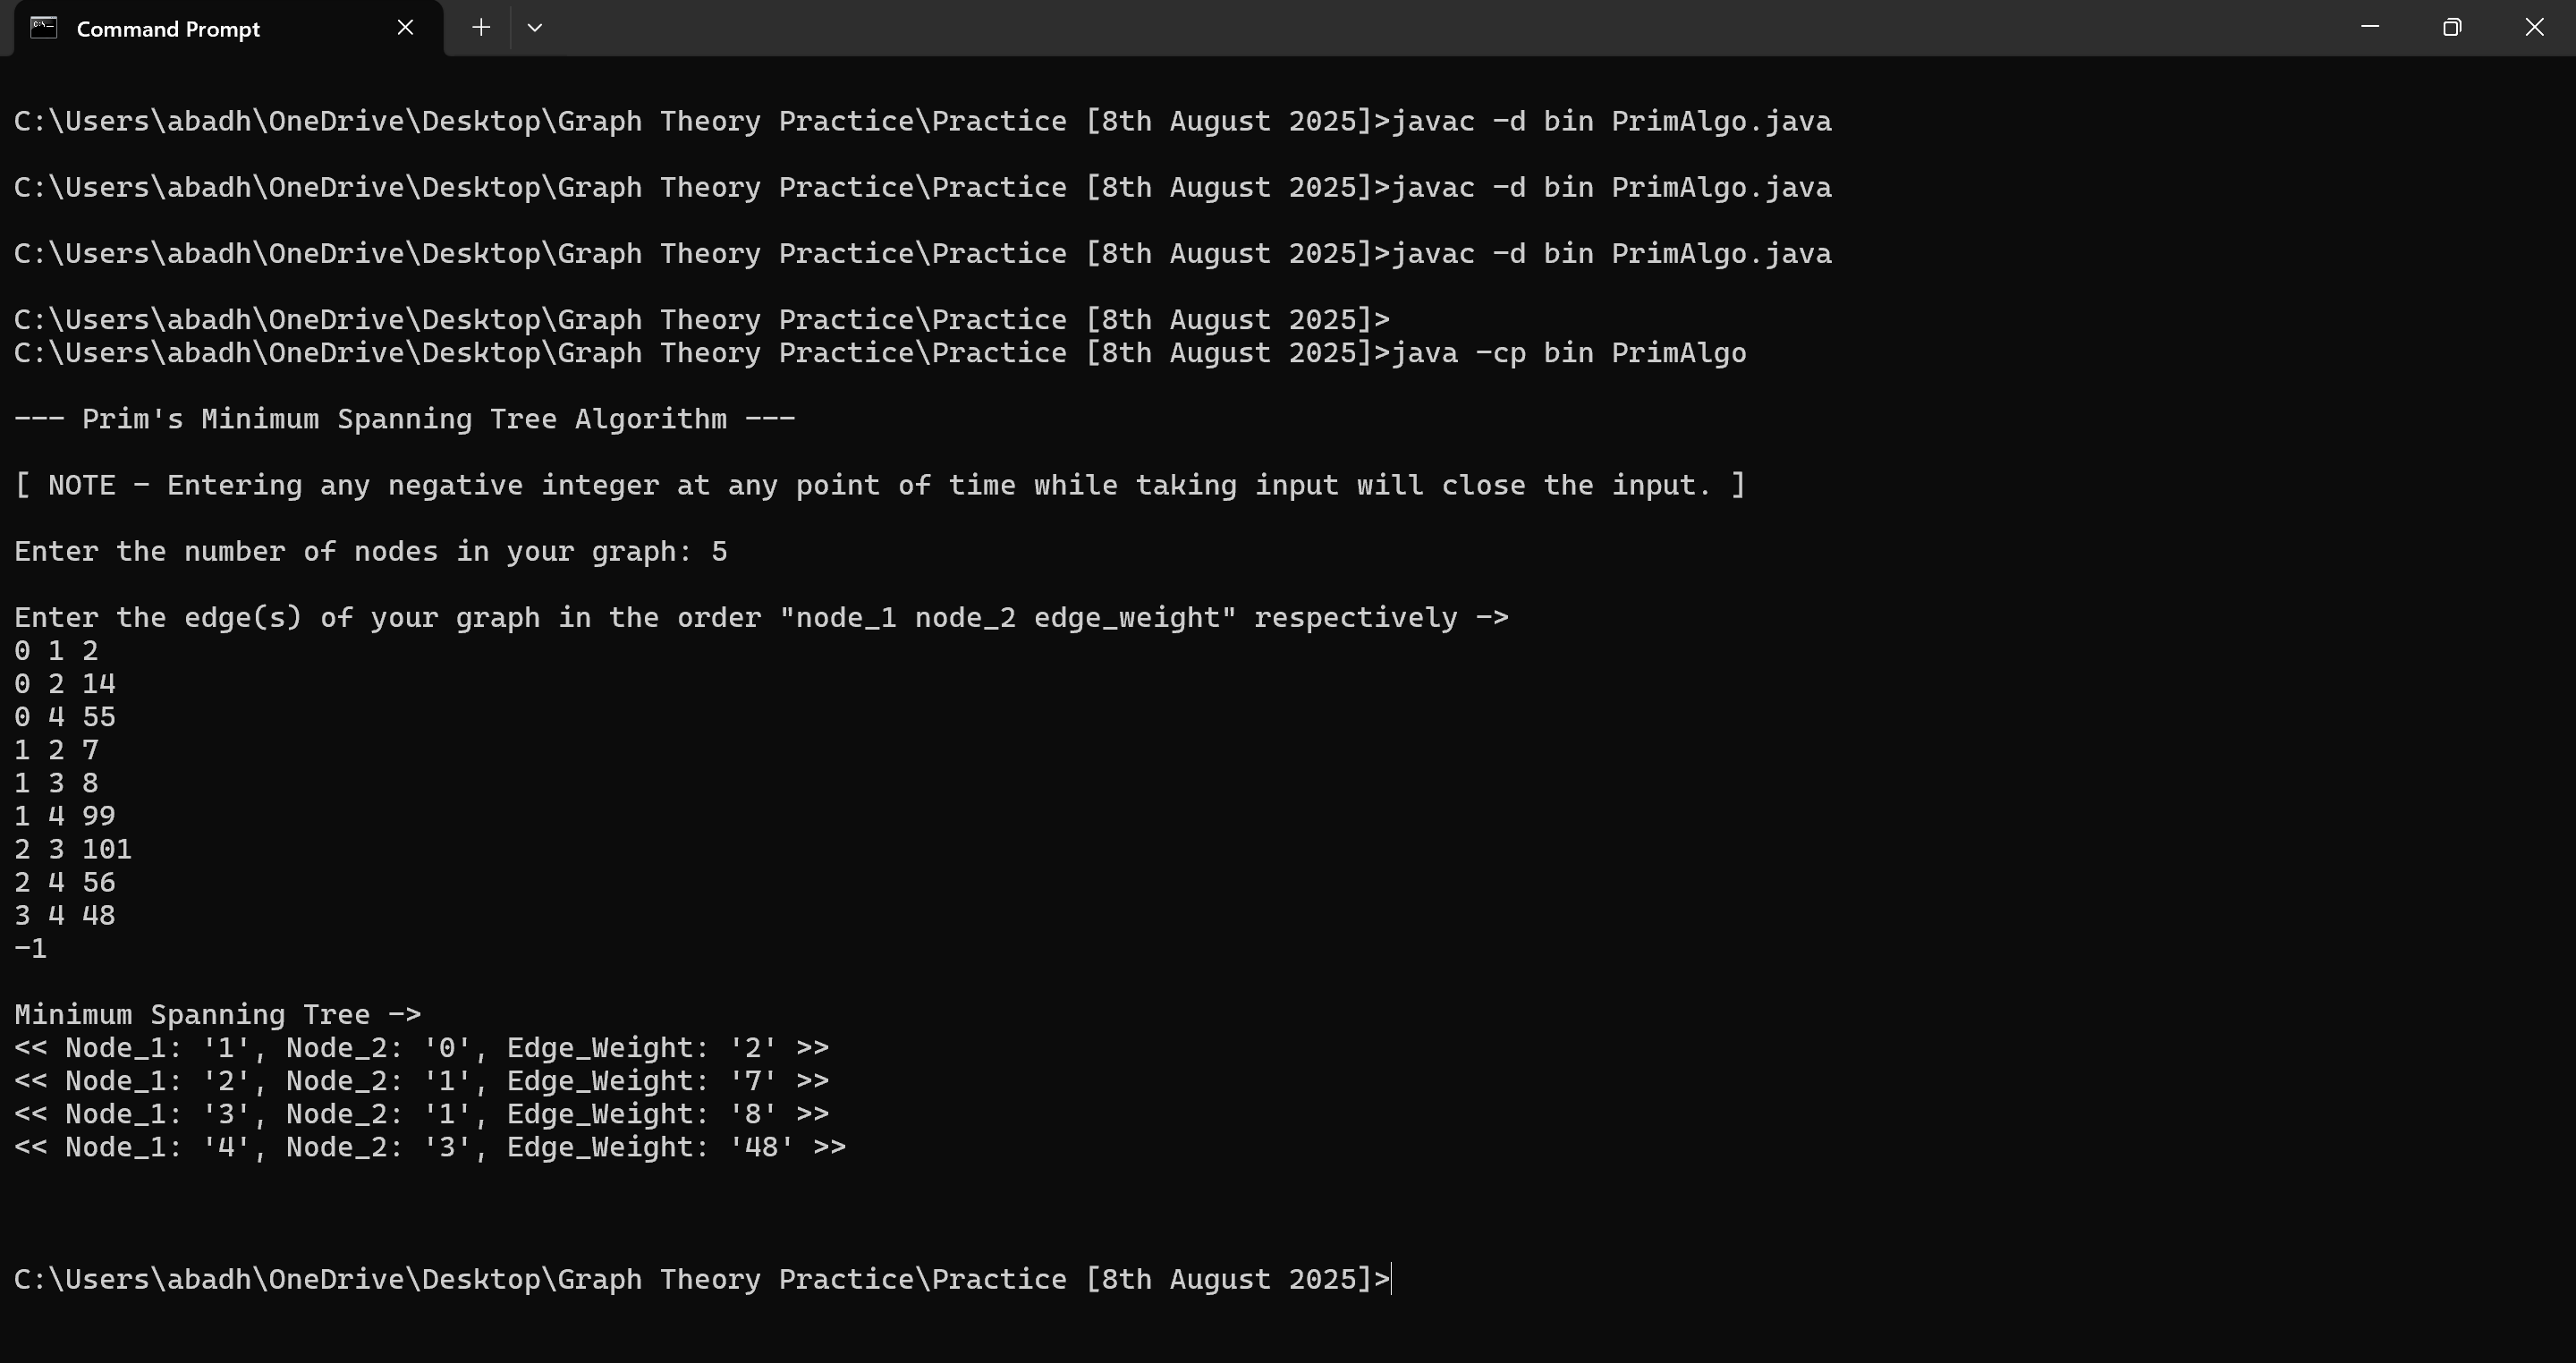 Command Prompt
C:\Users\abadh\OneDrive\Desktop\Graph Theory Practice\Practice [8th August 2025]>javac -d bin PrimAlgo.java
C:\Users\abadh\OneDrive\Desktop\Graph Theory Practice\Practice [8th August 2025]>javac -d bin PrimAlgo.java
C:\Users\abadh\OneDrive\Desktop\Graph Theory Practice\Practice [8th August 2025]>javac -d bin PrimAlgo.java
C:\Users\abadh\OneDrive\Desktop\Graph Theory Practice\Practice [8th August 2025]>
C:\Users\abadh\OneDrive\Desktop\Graph Theory Practice\Practice [8th August 2025]>java -cp bin PrimAlgo
--- Prim's Minimum Spanning Tree Algorithm ---
[ NOTE - Entering any negative integer at any point of time while taking input will close the input. ]
Enter the number of nodes in your graph: 5
Enter the edge(s) of your graph in the order "node_1 node_2 edge_weight" respectively ->
0 1 2
0 2 14
0 4 55
1 2 7
1 3 8
1 4 99
2 3 101
2 4 56
3 4 48
-1
Minimum Spanning Tree ->
<< Node_1: '1', Node_2: '0', Edge_Weight: '2' >>
<< Node_1: '2', Node_2: '1', Edge_Weight: '7' >>
<< Node_1: '3', Node_2: '1', Edge_Weight: '8' >>
<< Node_1: '4', Node_2: '3', Edge_Weight: '48' >>
C:\Users\abadh\OneDrive\Desktop\Graph Theory Practice\Practice [8th August 2025]>